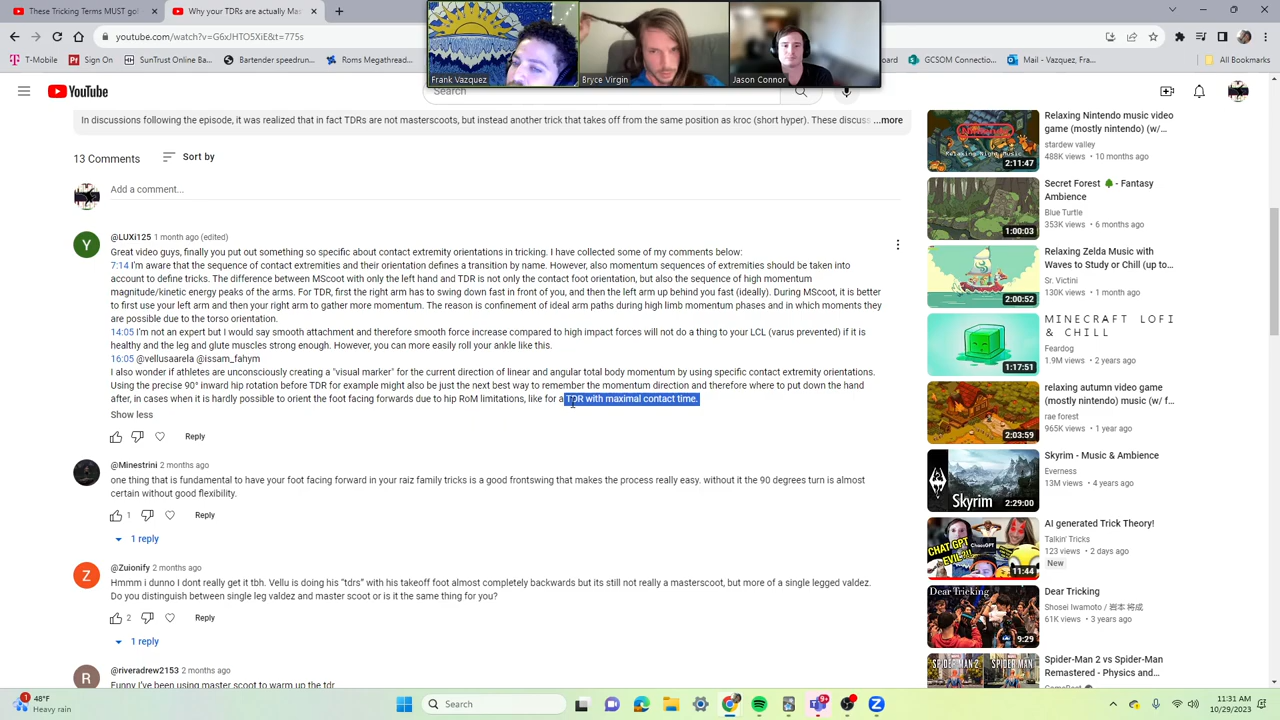 These Tricking Terms MUST gol
Why your TDRs are actually Ma
youtube.com/watch?v=G6xJHTO5XiE&t=775s
T-Mobile
Sign On
SunTrust Online Ba...
Bartender speedrun...
Roms Megathread...
GCSOM Connectio...
Mail - Vazquez, Fra...
All Bookmarks
Frank Vazquez
Bryce Virgin
Jason Connor
YouTube
Search
In discussions following the episode, it was realized that in fact TDRs are not masterscoots, but instead another trick that takes off from the same position as kroc (short hyper). These discuss ...more
13 Comments
Sort by
Add a comment...
Y
@LUXi125 1 month ago (edited)
Great video guys, finally you put out something so specific about contact extremity orientations in tricking. I have collected some of my comments below:
7:14 I'm aware that the sequence of contact extremities and their orientation defines a transition by name. However, also momentum sequences of extremities should be taken into
account to define tricks. The difference between MScoot with only the left hand and TDR is not only the contact foot orientation, but also the sequence of high momentum
magnitude/kinetic energy peaks of the arms. For TDR, first the right arm has to swing down fast in front of you, and then the left arm up behind you fast (ideally). During MScoot, it is better
to first use your left arm and then your right arm to gather more momentum. The reason is confinement of ideal arm paths during high limb momentum phases and in which moments they
are possible due to the torso orientation.
14:05 I'm not an expert but I would say smooth attachment and therefore smooth force increase compared to high impact forces will not do a thing to your LCL (varus prevented) if it is
healthy and the leg and glute muscles strong enough. However, you can more easily roll your ankle like this.
16:05 @vellusaarela @issam_fahym
I also wonder if athletes are unconsciously creating a "body memory" for the current direction of linear and angular total body momentum by using specific contact extremity orientations.
Using the precise 90° inward hip rotation before TDR for example might also be just the next best way to remember the momentum direction and therefore where to put down the hand
after, in cases when it is hardly possible to orient the foot facing forwards due to hip RoM limitations, like for a TDR with maximal contact time.
Show less
Reply
@Minestrini 2 months ago
one thing that is fundamental to have your foot facing forward in your raiz family tricks is a good frontswing that makes the process really easy. without it the 90 degrees turn is almost
certain without good flexibility.
1
Reply
1 reply
Z
@Zuionify 2 months ago
Hmmm i dunno I dont really get it tbh. Vellu is doing his "tdrs" with his takeoff foot almost completely backwards but its still not really a masterscoot, but more of a single legged valdez.
Do you distinguish between single leg valdez and master scoot or is it the same thing for you?
2
Reply
1 reply
R
@riveradrew2153 2 months ago
Relaxing Nintendo music video
game (mostly nintendo) (w/...
stardew valley
488K views • 10 months ago
2:11:47
Secret Forest 🌲 - Fantasy
Ambience
Blue Turtle
353K views • 6 months ago
1:00:03
Relaxing Zelda Music with
Waves to Study or Chill (up to...
Sr. Victini
130K views • 1 month ago
2:00:52
MINECRAFT LOFI
& CHILL
Feardog
1.9M views • 2 years ago
1:17:51
relaxing autumn video game
(mostly nintendo) music (w/ f...
rae forest
965K views • 1 year ago
2:03:59
Skyrim - Music & Ambience
Everness
13M views • 4 years ago
SKYRIM
2:29:00
AI generated Trick Theory!
Talkin' Tricks
123 views • 2 days ago
New
CHAT GPT
EVIL?!!
ChaosGPT
11:44
Dear Tricking
Shosei Iwamoto / 岩本 将成
61K views • 3 years ago
9:29
Spider-Man 2 vs Spider-Man
Remastered - Physics and...
SPIDER-MAN 2
SPIDER-MAN
48°F
Heavy rain
Search
9+
11:31 AM
10/29/2023